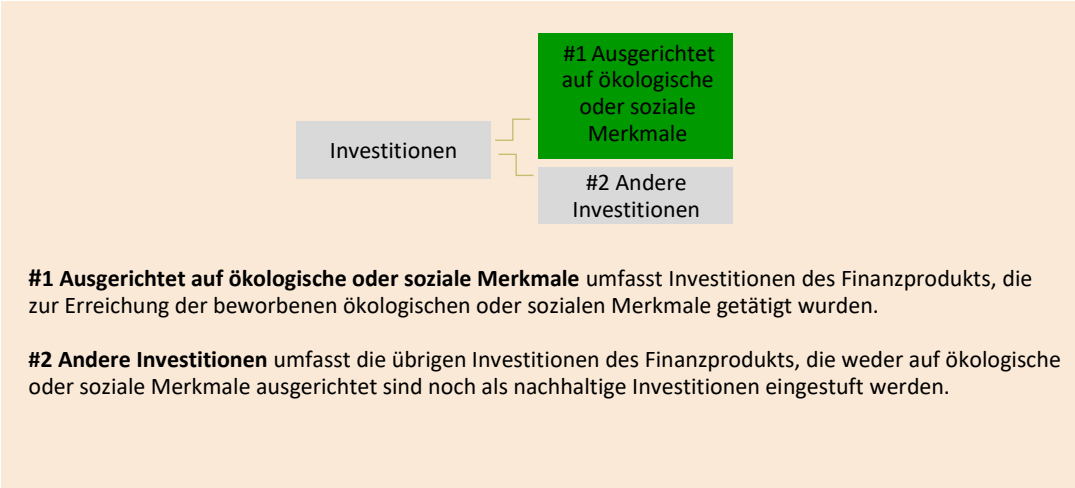 #1 Ausgerichtet
auf ökologische
oder soziale
Merkmale
Investitionen
#2 Andere
Investitionen
#1 Ausgerichtet auf ökologische oder soziale Merkmale umfasst Investitionen des Finanzprodukts, die
zur Erreichung der beworbenen ökologischen oder sozialen Merkmale getätigt wurden.
#2 Andere Investitionen umfasst die übrigen Investitionen des Finanzprodukts, die weder auf ökologische
oder soziale Merkmale ausgerichtet sind noch als nachhaltige Investitionen eingestuft werden.